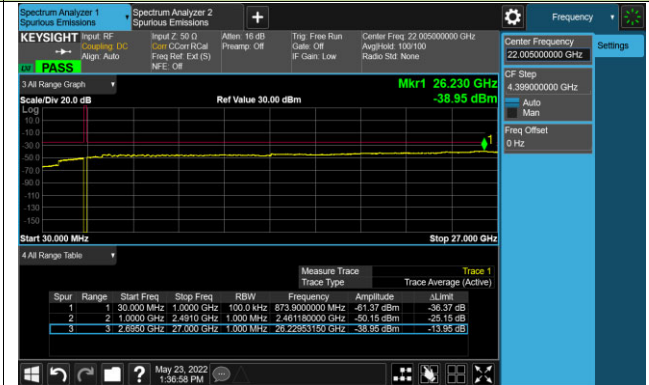 Spectrum Analyzer 1
Spurious Emissions
Spectrum Analyzer 2
Spurious Emissions
Frequency
KEYSIGHT
Input: RF
Coupling: DC
Align: Auto
Input Z: 50 Ω
Corr CCorr RCal
Freq Ref: Ext (S)
NFE: Off
Atten: 16 dB
Preamp: Off
Trig: Free Run
Gate: Off
IF Gain: Low
Center Freq: 22.005000000 GHz
Avg|Hold: 100/100
Radio Std: None
PASS
Center Frequency
22.005000000 GHz
Settings
CF Step
4.399000000 GHz
Auto
Man
Freq Offset
0 Hz
3 All Range Graph
Mkr1 26.230 GHz
Scale/Div 20.0 dB
Ref Value 30.00 dBm
-38.95 dBm
Log
10.0
-10.0
-30.0
-50.0
-70.0
-90.0
-110
-130
-150
1
Start 30.000 MHz
Stop 27.000 GHz
4 All Range Table
Measure Trace
Trace 1
Trace Type
Trace Average (Active)
Spur Range Start Freq Stop Freq RBW Frequency Amplitude ΔLimit
1 1 30.000 MHz 1.0000 GHz 100.0 kHz 873.9000000 MHz -61.37 dBm -36.37 dB
2 2 1.0000 GHz 2.4910 GHz 1.000 MHz 2.461180000 GHz -50.15 dBm -25.15 dB
3 3 2.6950 GHz 27.000 GHz 1.000 MHz 26.22953150 GHz -38.95 dBm -13.95 dB
May 23, 2022
1:36:58 PM